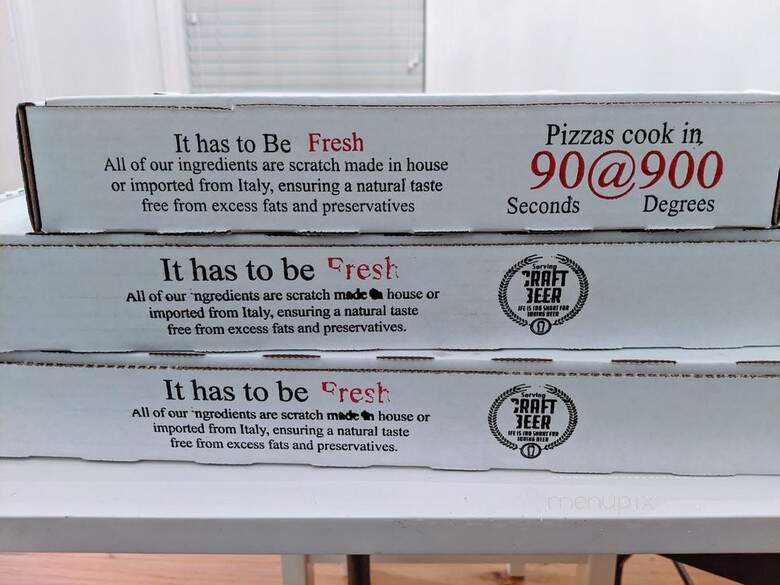 It has to Be Fresh
All of our ingredients are scratch made in house
or imported from Italy, ensuring a natural taste
free from excess fats and preservatives
Pizzas cook in
90@900
Seconds Degrees
It has to be Fresh
All of our ngredients are scratch made house or
imported from Italy, ensuring a natural taste
free from excess fats and preservatives.
Serving
CRAFT
BEER
It has to be Fresh
All of our ngredients are scratch made in house or
imported from Italy, ensuring a natural taste
free from excess fats and preservatives.
Serving
CRAFT
BEER
menupix